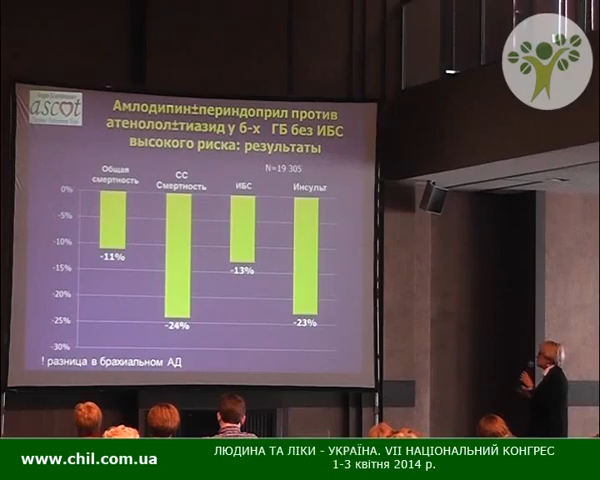 ascot
Амлодипин±периндоприл против
атенолол±тиазид у б-х ГБ без ИБС
высокого риска: результаты
N=19 305
Общая
смертность
СС
Смертность
ИБС
Инсульт
0%
-5%
-10%
-15%
-20%
-25%
-30%
-11%
-24%
-13%
-23%
! разница в брахиальном АД
www.chil.com.ua
ЛЮДИНА ТА ЛІКИ - УКРАЇНА. VII НАЦІОНАЛЬНИЙ КОНГРЕС
1-3 квітня 2014 р.